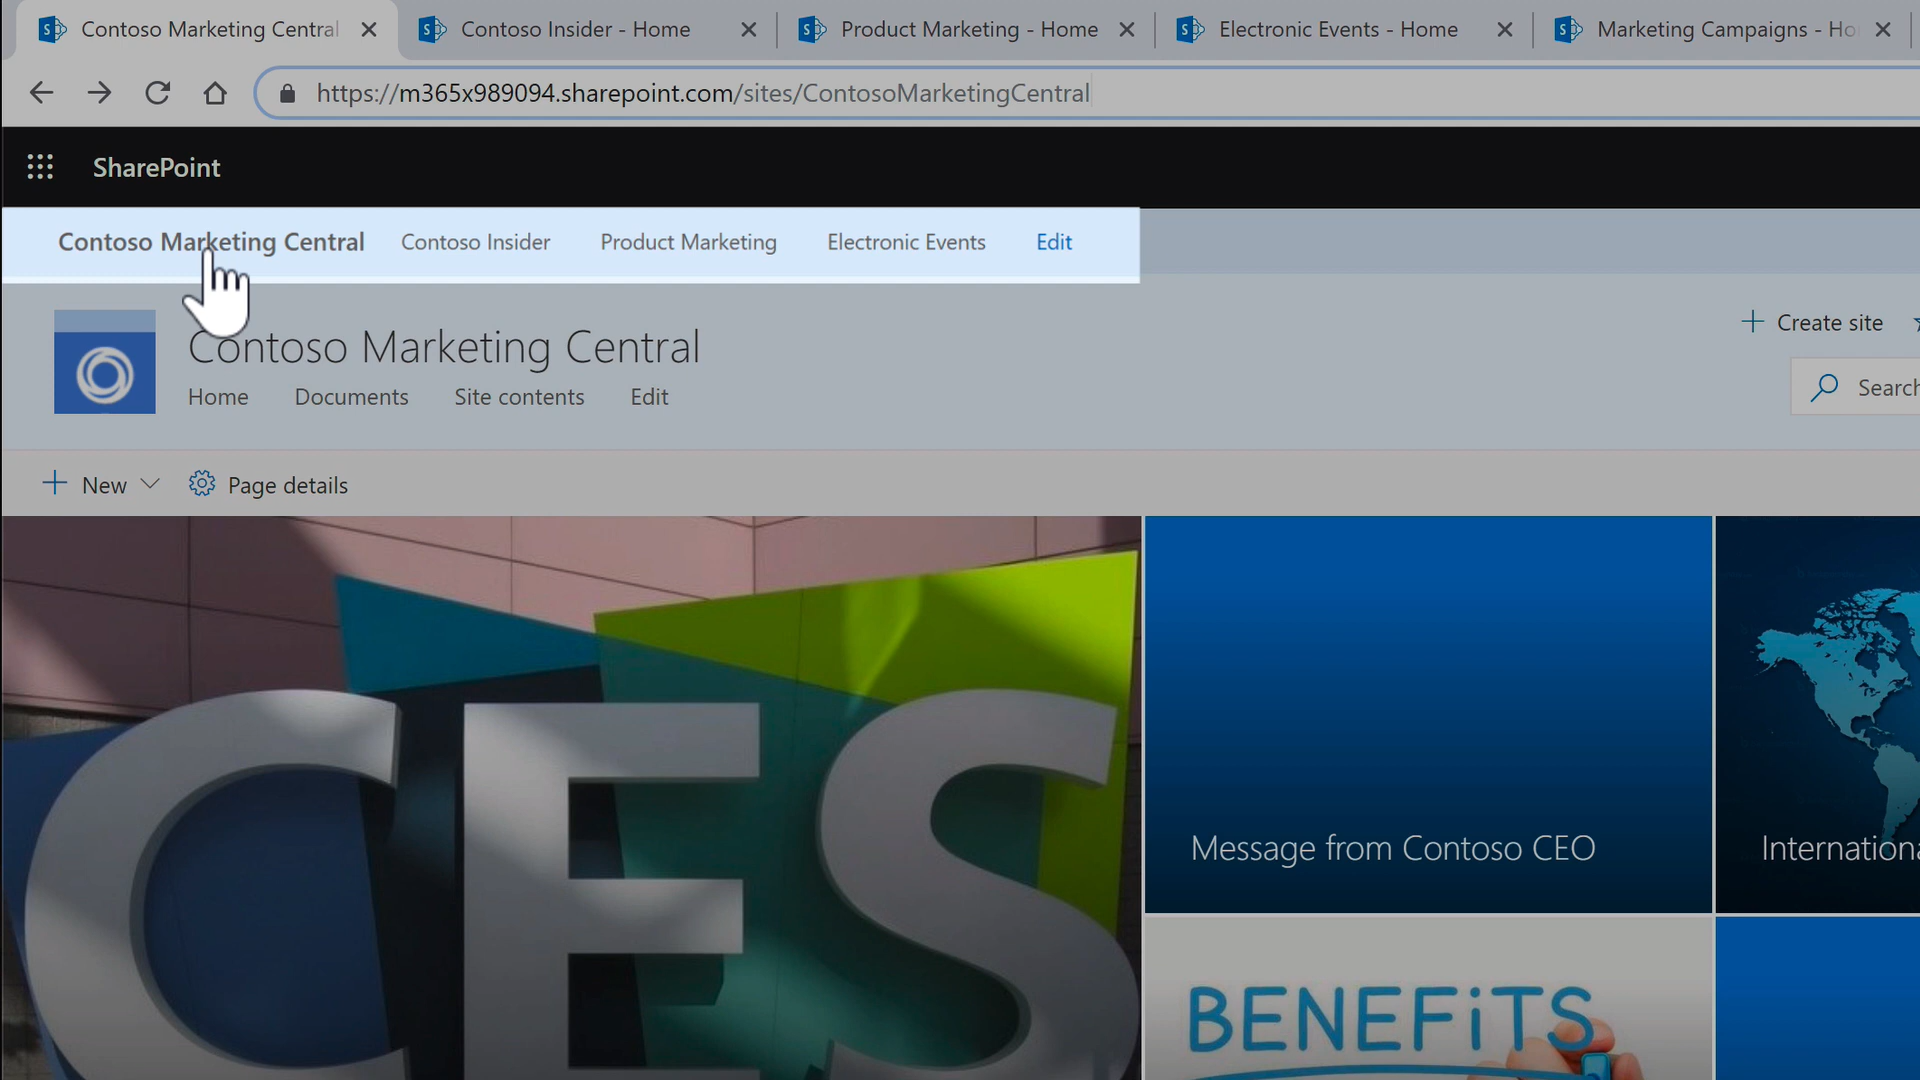 Contoso Marketing Central
Contoso Insider - Home
Product Marketing - Home
Electronic Events - Home
Marketing Campaigns - Ho
https://m365x989094.sharepoint.com/sites/ContosoMarketingCentral
SharePoint
Contoso Marketing Central Contoso Insider Product Marketing Electronic Events Edit
Contoso Marketing Central
Create site
Home Documents Site contents Edit
Search
New Page details
CES
Message from Contoso CEO
Internationa
BENEFiTS